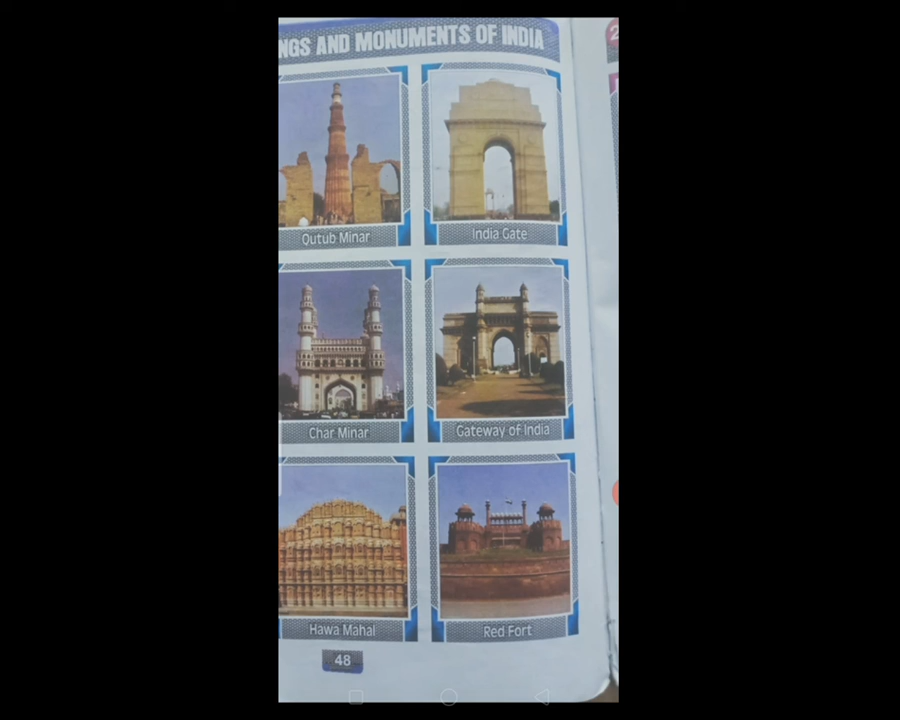 NGS AND MONUMENTS OF INDIA
Qutub Minar
India Gate
Char Minar
Gateway of India
Hawa Mahal
Red Fort
48
2